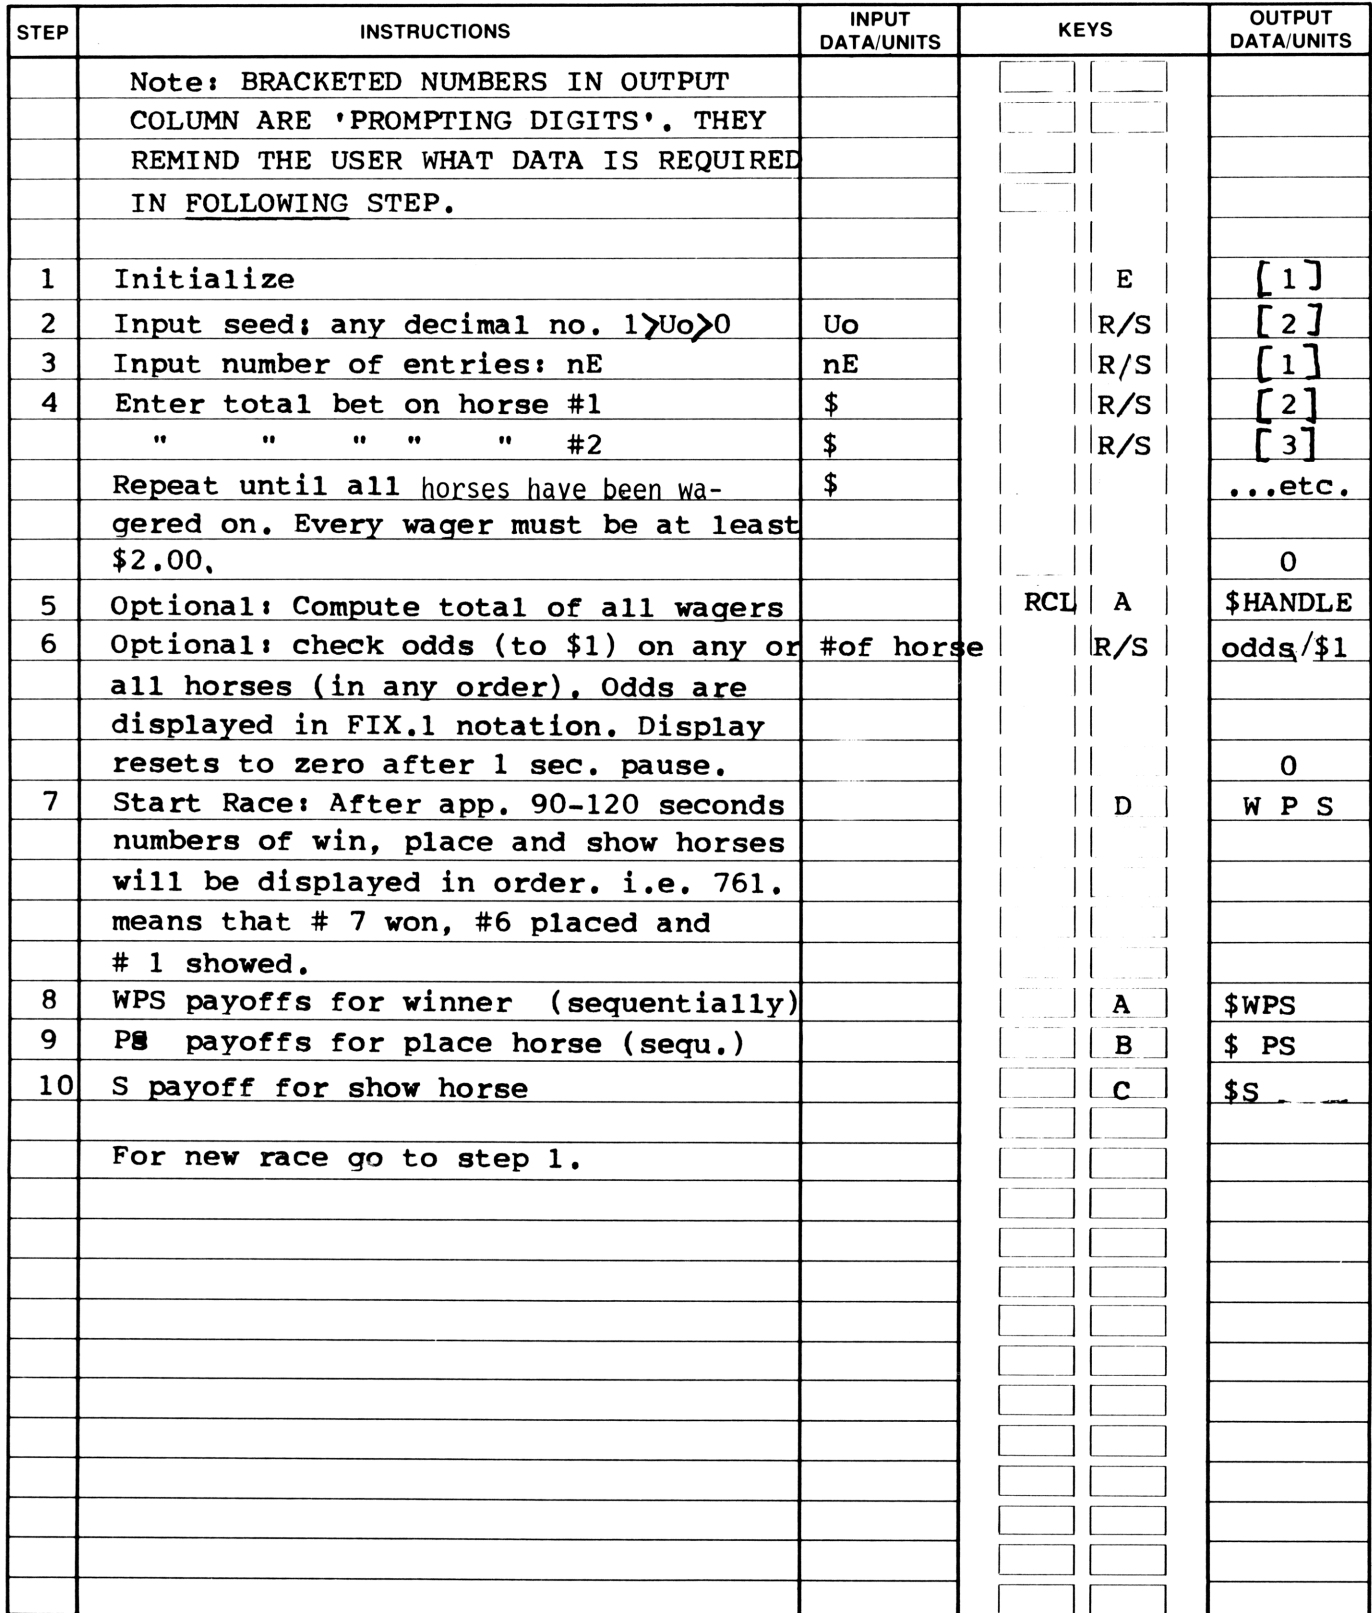 STEP INSTRUCTIONS INPUT DATA/UNITS KEYS OUTPUT DATA/UNITS
Note: BRACKETED NUMBERS IN OUTPUT
COLUMN ARE 'PROMPTING DIGITS'. THEY
REMIND THE USER WHAT DATA IS REQUIRED
IN FOLLOWING STEP.
1 Initialize E [1]
2 Input seed: any decimal no. 1>Uo>0 Uo R/S [2]
3 Input number of entries: nE nE R/S [1]
4 Enter total bet on horse #1 $ R/S [2]
" " " " " #2 $ R/S [3]
Repeat until all horses have been wa- $ ...etc.
gered on. Every wager must be at least
$2.00. 0
5 Optional: Compute total of all wagers RCL A $HANDLE
6 Optional: check odds (to $1) on any or #of horse R/S odds/$1
all horses (in any order). Odds are
displayed in FIX.1 notation. Display
resets to zero after 1 sec. pause. 0
7 Start Race: After app. 90-120 seconds D W P S
numbers of win, place and show horses
will be displayed in order. i.e. 761.
means that # 7 won, #6 placed and
# 1 showed.
8 WPS payoffs for winner (sequentially) A $WPS
9 PS payoffs for place horse (sequ.) B $ PS
10 S payoff for show horse C $S
For new race go to step 1.